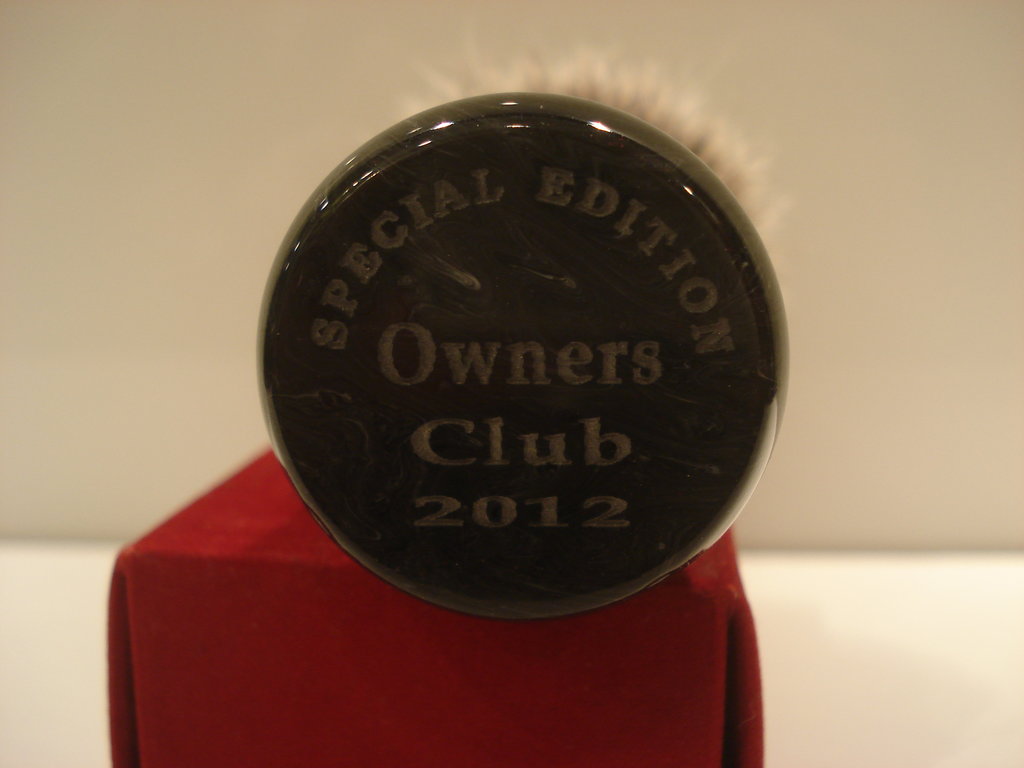 SPECIAL EDITION
Owners
Club
2012